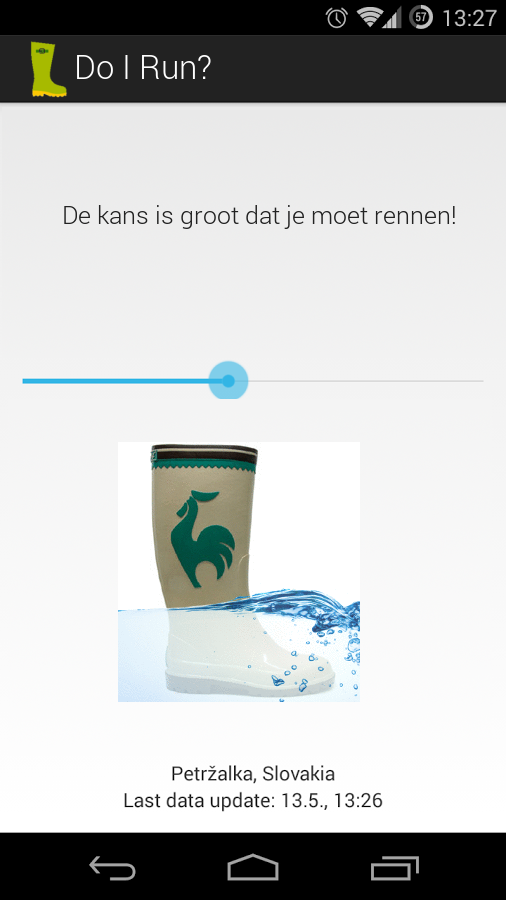 57 13:27
Do I Run?
De kans is groot dat je moet rennen!
Petržalka, Slovakia
Last data update: 13.5., 13:26